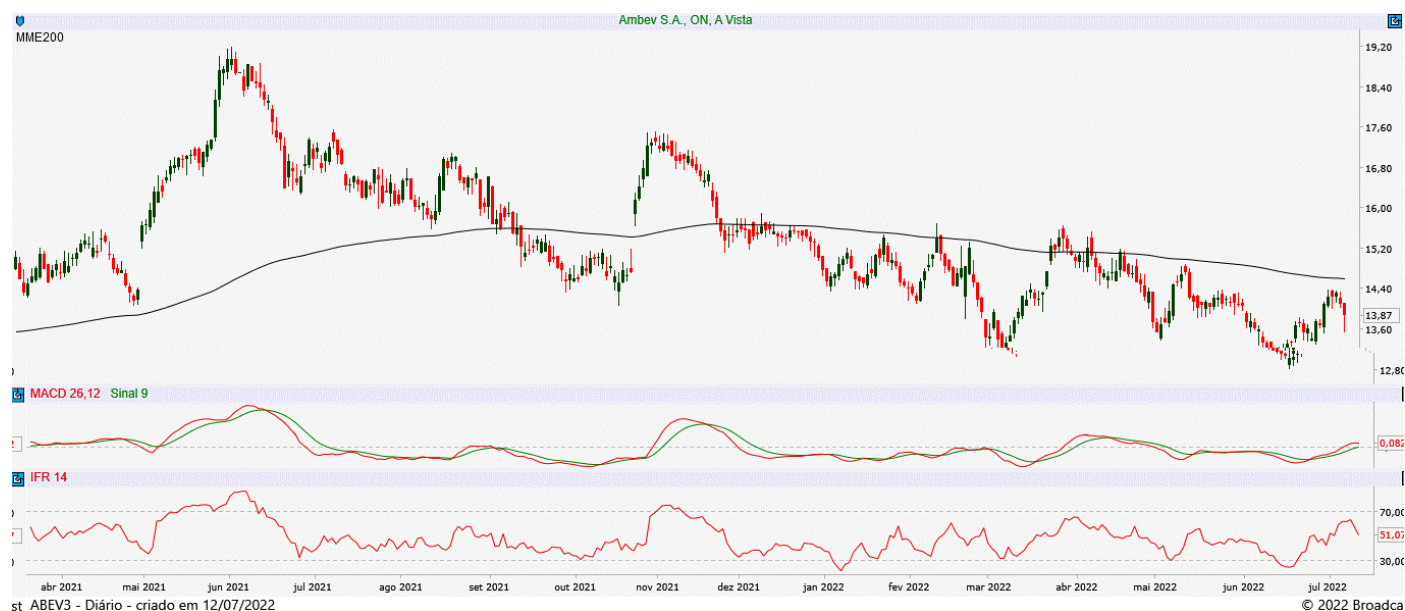 Ambev S.A., ON, A Vista
MME200
19,20
18,40
17,60
16,80
16,00
15,20
14,40
13,87
13,60
12,80
MACD 26,12 Sinal 9
0,082
IFR 14
70,00
51,07
30,00
abr 2021 mai 2021 jun 2021 jul 2021 ago 2021 set 2021 out 2021 nov 2021 dez 2021 jan 2022 fev 2022 mar 2022 abr 2022 mai 2022 jun 2022 jul 2022
st ABEV3 - Diário - criado em 12/07/2022 © 2022 Broadca